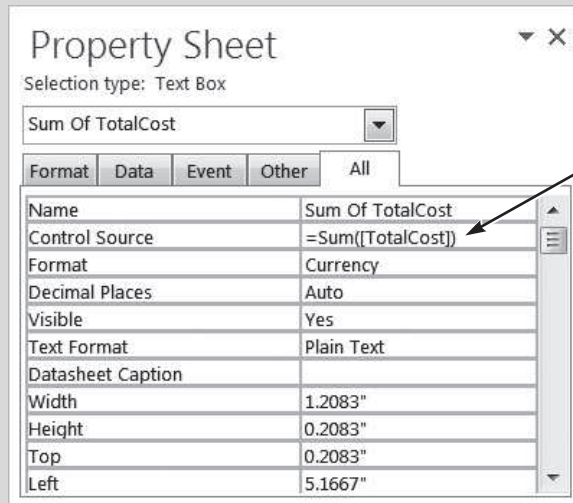 Property Sheet
Selection type: Text Box
Sum Of TotalCost
Format Data Event Other All
Name Sum Of TotalCost
Control Source =Sum([TotalCost])
Format Currency
Decimal Places Auto
Visible Yes
Text Format Plain Text
Datasheet Caption
Width 1.2083"
Height 0.2083"
Top 0.2083"
Left 5.1667"